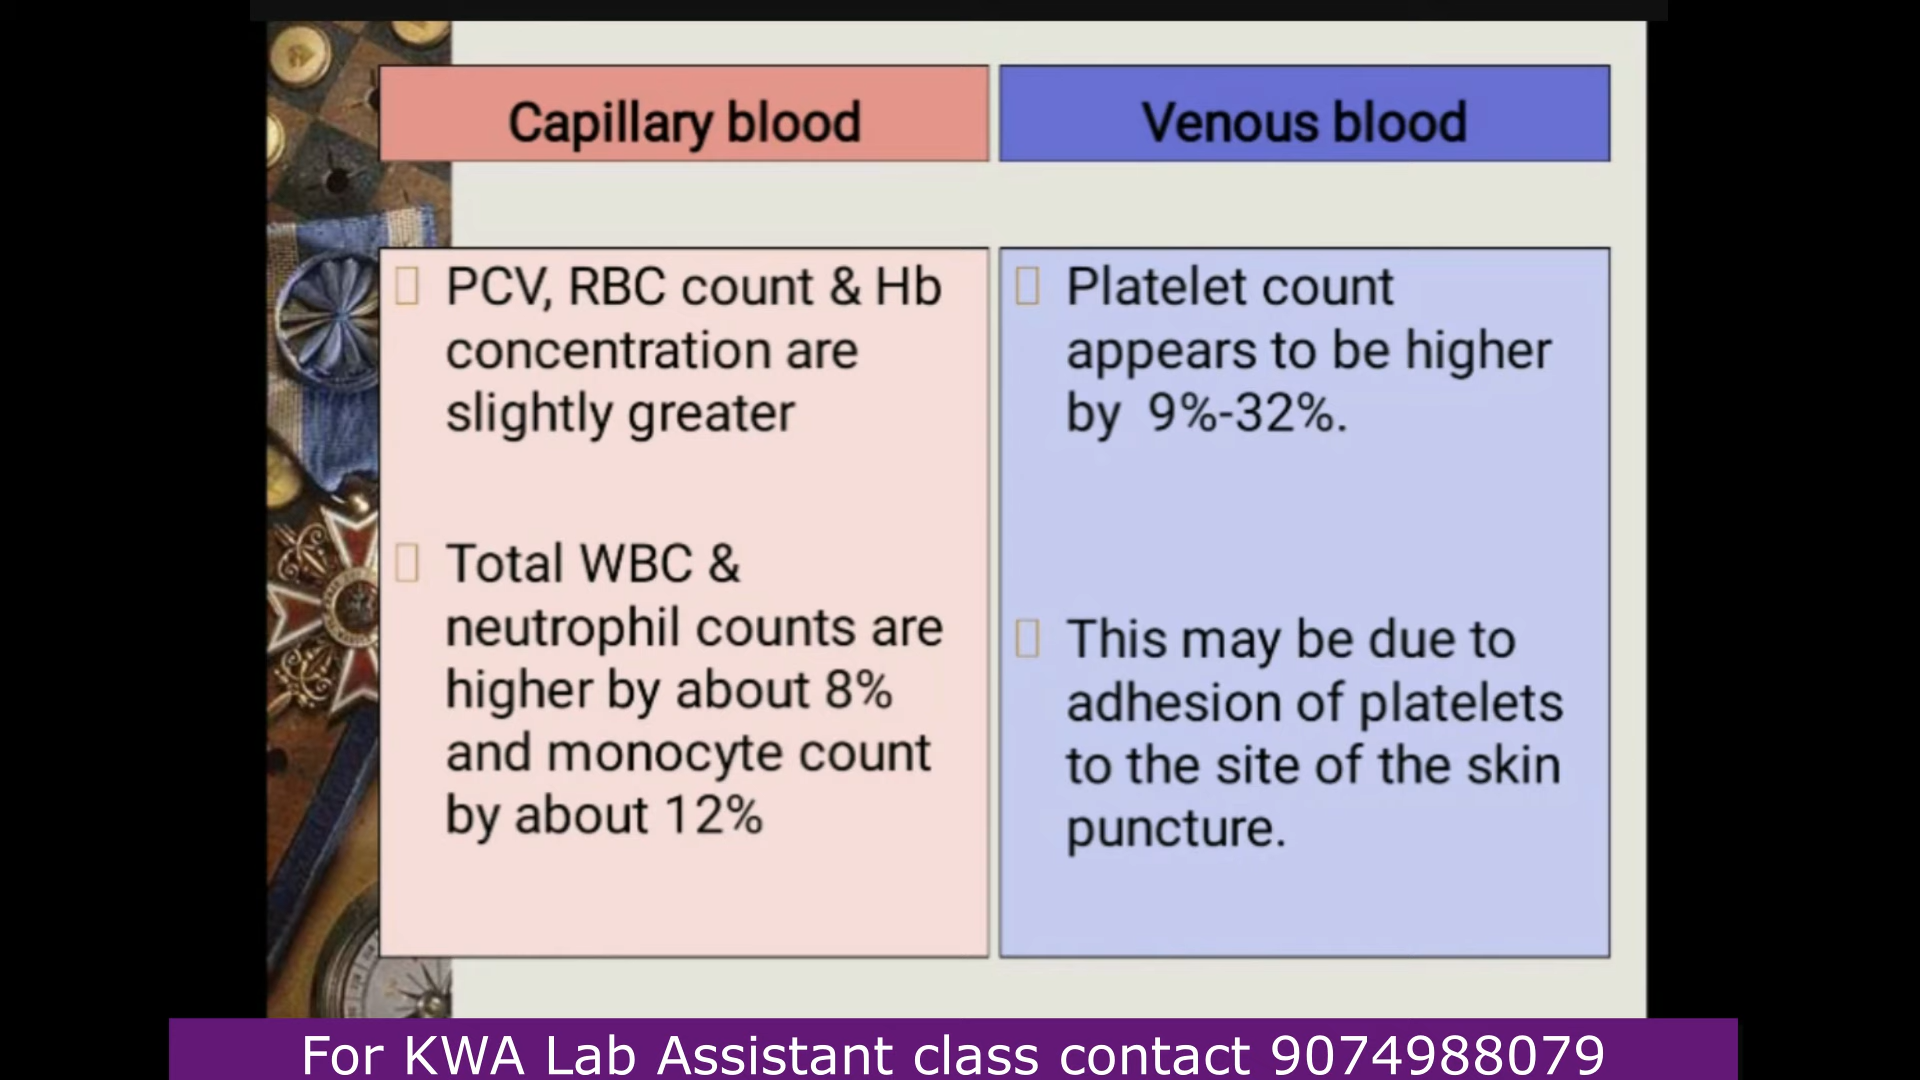 Capillary blood
Venous blood
PCV, RBC count & Hb
concentration are
slightly greater
Total WBC &
neutrophil counts are
higher by about 8%
and monocyte count
by about 12%
Platelet count
appears to be higher
by 9%-32%.
This may be due to
adhesion of platelets
to the site of the skin
puncture.
For KWA Lab Assistant class contact 9074988079